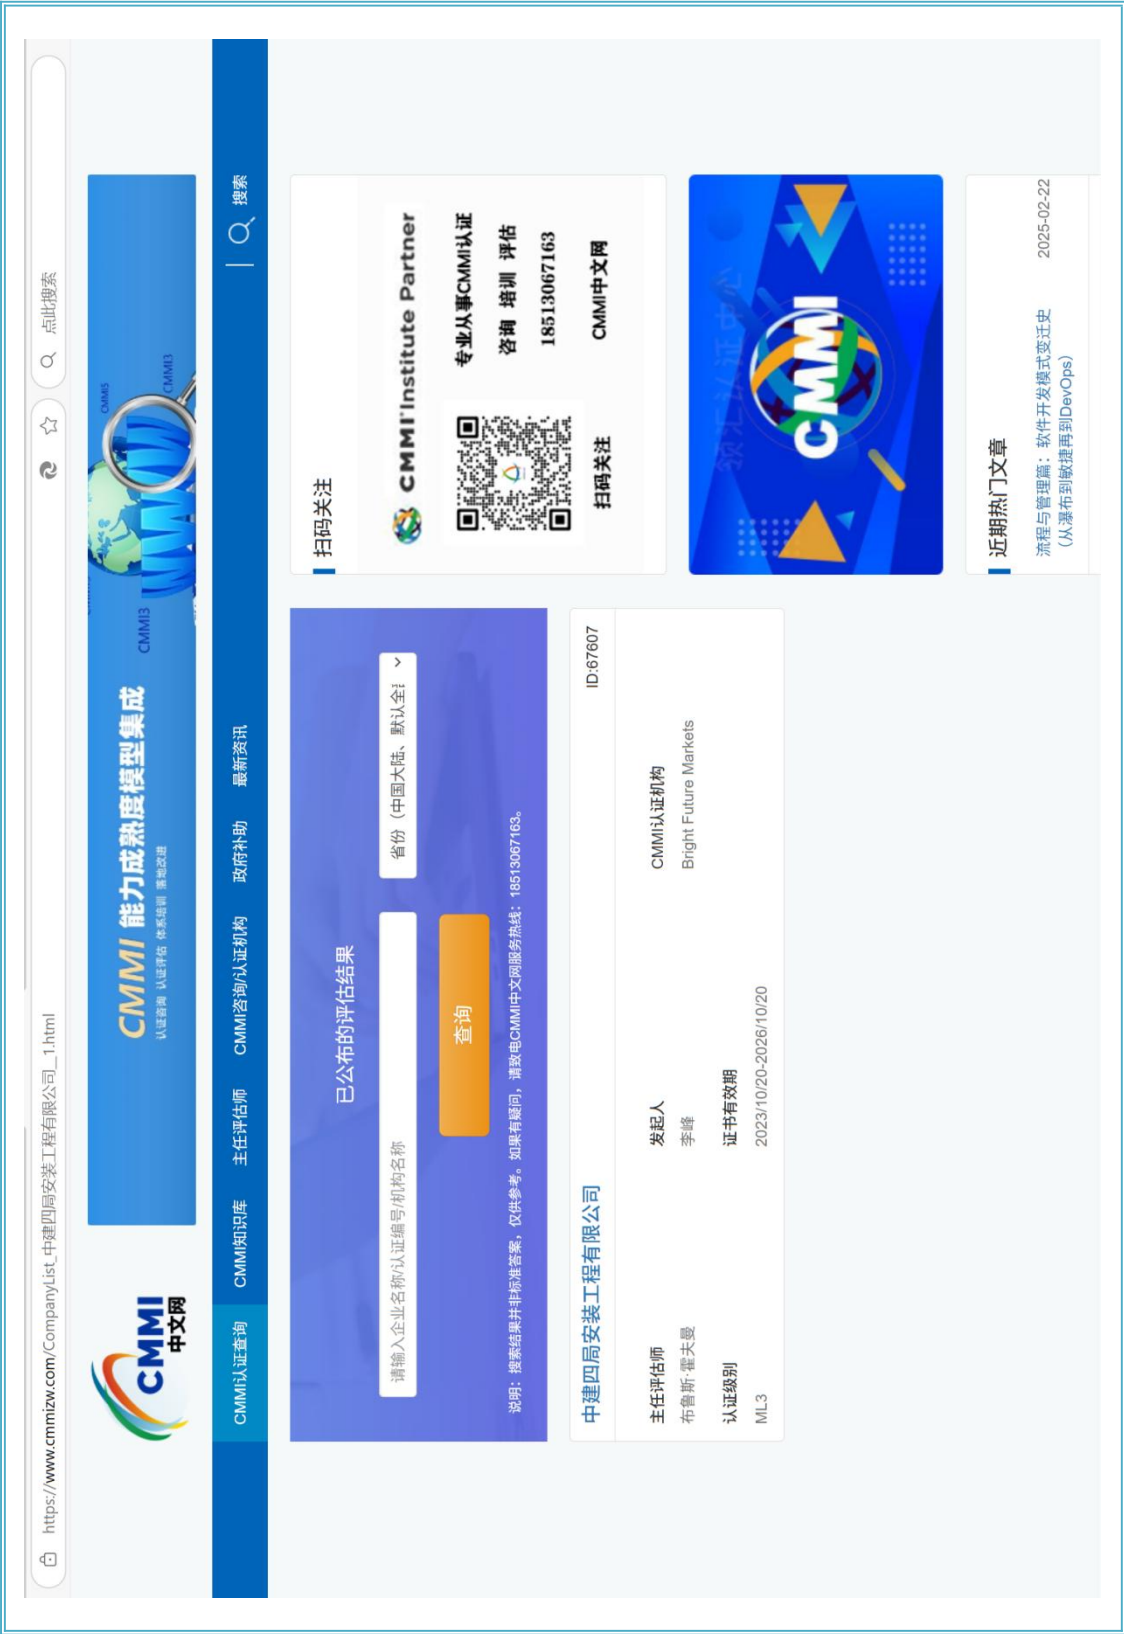 https://www.cmmizw.com/CompanyList_中建四局安装工程有限公司_1.html
点此搜索
CMMI
中文网
CMMI 能力成熟度模型集成
认证咨询 认证评估 体系培训 落地改进
CMMI3
CMMI5
CMMI3
WWW
CMMI认证查询
CMMI知识库
主任评估师
CMMI咨询/认证机构
政府补助
最新资讯
搜索
已公布的评估结果
请输入企业名称/认证编号/机构名称
省份（中国大陆、默认全
查询
说明：搜索结果并非标准答案，仅供参考。如果有疑问，请致电CMMI中文网服务热线：18513067163。
中建四局安装工程有限公司
ID:67607
主任评估师
发起人
CMMI认证机构
布鲁斯·霍夫曼
李峰
Bright Future Markets
认证级别
证书有效期
ML3
2023/10/20-2026/10/20
扫码关注
CMMI Institute Partner
专业从事CMMI认证
咨询 培训 评估
18513067163
扫码关注
CMMI中文网
领汇认证中心
CMMI
近期热门文章
流程与管理篇：软件开发模式变迁史
2025-02-22
（从瀑布到敏捷再到DevOps）